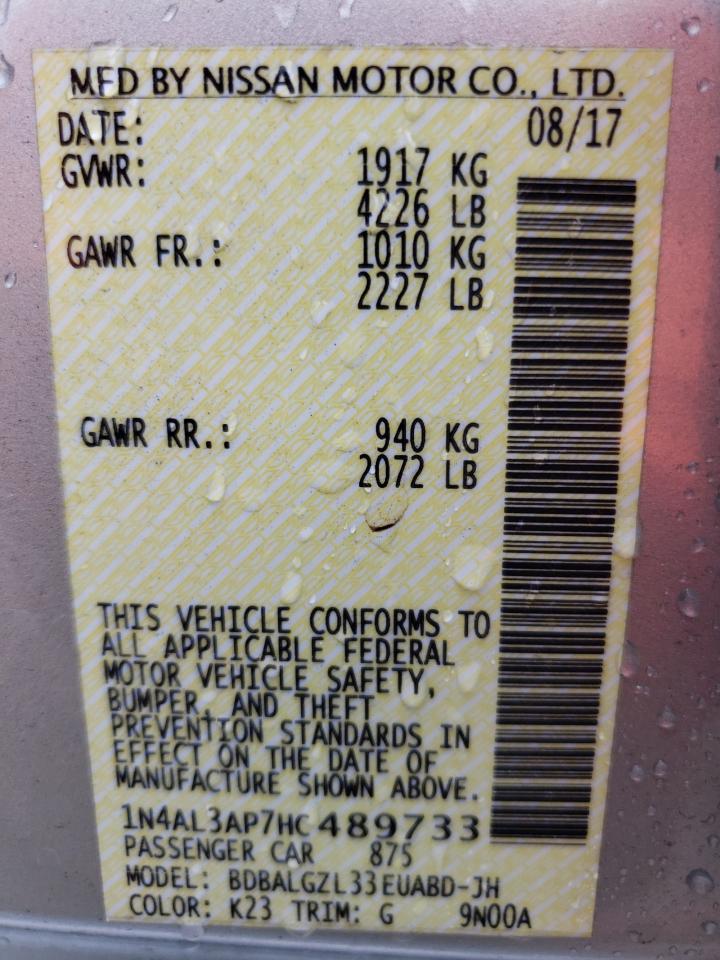 MFD BY NISSAN MOTOR CO., LTD.
DATE: 08/17
GVWR: 1917 KG
4226 LB
GAWR FR.: 1010 KG
2227 LB
GAWR RR.: 940 KG
2072 LB
THIS VEHICLE CONFORMS TO
ALL APPLICABLE FEDERAL
MOTOR VEHICLE SAFETY,
BUMPER, AND THEFT
PREVENTION STANDARDS IN
EFFECT ON THE DATE OF
MANUFACTURE SHOWN ABOVE.
1N4AL3AP7HC489733
PASSENGER CAR 875
MODEL: BDBALGZL33EUABD-JH
COLOR: K23 TRIM: G 9N00A